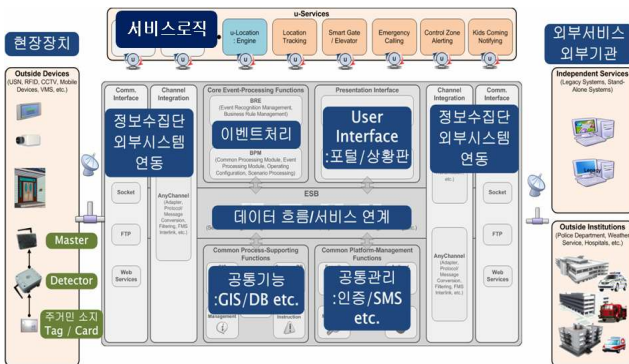 u-Services
서비스로직
u-Location
: Engine
Location
Tracking
Smart Gate
/ Elevator
Emergency
Calling
Control Zone
Alerting
Kids Coming
Notifying
u
u
u
u
u
u
u
u
현장장치
Outside Devices
(USN, RFID, CCTV, Mobile
Devices, VMS, etc.)
Master
Detector
주거민 소지
Tag / Card
Comm.
Interface
Channel
Integration
정보수집단
외부시스템
연동
Socket
FTP
Web
Services
AnyChannel
(Adapter,
Protocol/
Message
Conversion,
Filtering, FMS
Interlink, etc.)
Core Event-Processing Functions
BRE
(Event Recognition Management,
Business Rule Management)
이벤트처리
BPM
(Common Processing Module, Event
Processing Module, Operating
Configuration, Scenario Processing)
Presentation Interface
User
Interface
:포털/상황판
ESB
데이터 흐름/서비스 연계
Common Process-Supporting
Functions
공통기능
:GIS/DB etc.
Management
Instruction
Common Platform-Management
Functions
공통관리
:인증/SMS
etc.
Channel
Integration
Comm.
Interface
정보수집단
외부시스템
연동
etc.)
AnyChannel
(Adapter,
Protocol/
Message
Conversion,
Filtering, FMS
Interlink, etc.)
Socket
FTP
Web
Services
외부서비스
외부기관
Independent Services
(Legacy Systems, Stand-
Alone Systems)
Legacy
Outside Institutions
(Police Department, Weather
Service, Hospitals, etc.)